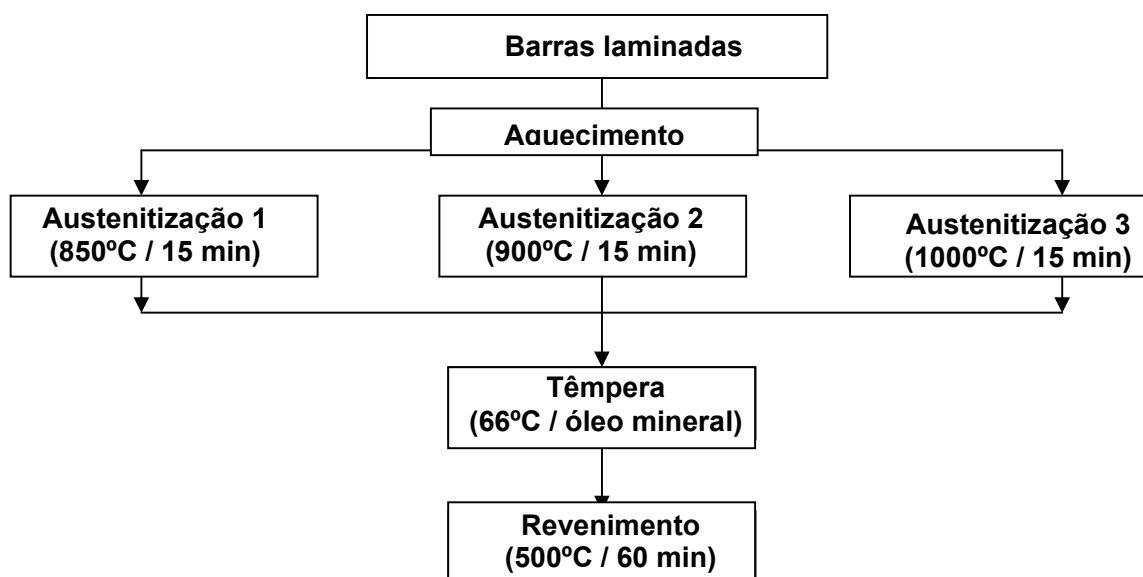 Barras laminadas
Aquecimento
Austenitização 1
(850ºC / 15 min)
Austenitização 2
(900ºC / 15 min)
Austenitização 3
(1000ºC / 15 min)
Têmpera
(66ºC / óleo mineral)
Revenimento
(500ºC / 60 min)